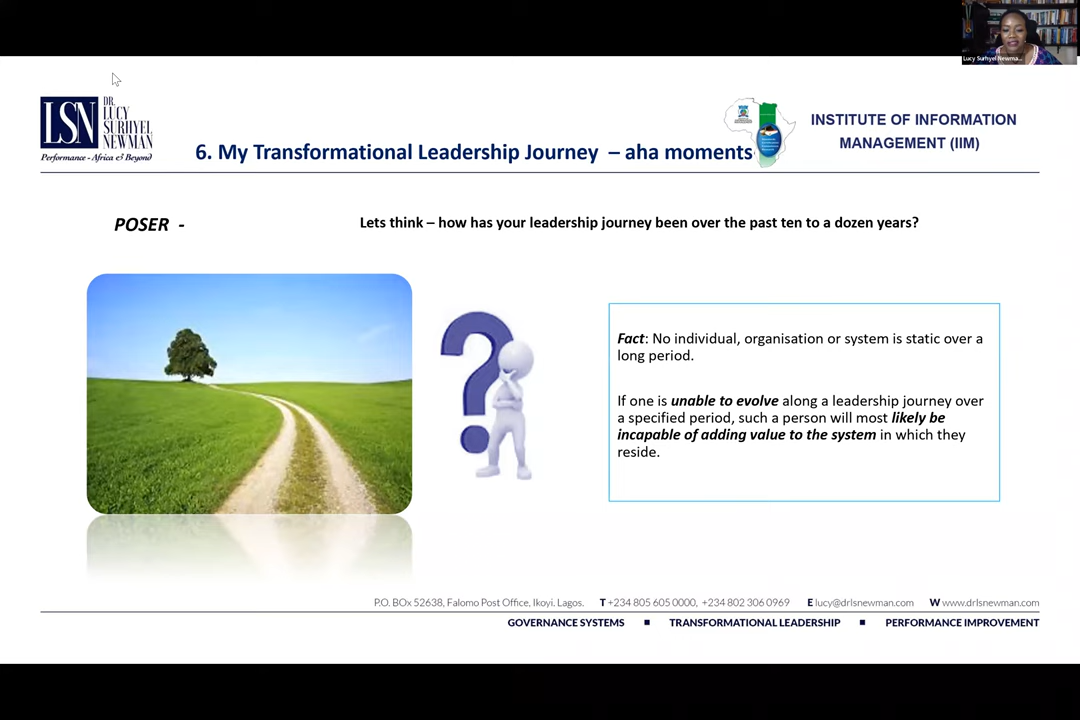 Lucy Surhyel Newma...
LSN DR.
LUCY
SURHYEL
NEWMAN
Performance - Africa & Beyond
6. My Transformational Leadership Journey – aha moments
INSTITUTE OF INFORMATION
MANAGEMENT (IIM)
POSER -
Lets think – how has your leadership journey been over the past ten to a dozen years?
?
Fact: No individual, organisation or system is static over a
long period.
If one is unable to evolve along a leadership journey over
a specified period, such a person will most likely be
incapable of adding value to the system in which they
reside.
P.O. BOx 52638, Falomo Post Office, Ikoyi. Lagos. T +234 805 605 0000, +234 802 306 0969 E lucy@drlsnewman.com W www.drlsnewman.com
GOVERNANCE SYSTEMS ■ TRANSFORMATIONAL LEADERSHIP ■ PERFORMANCE IMPROVEMENT